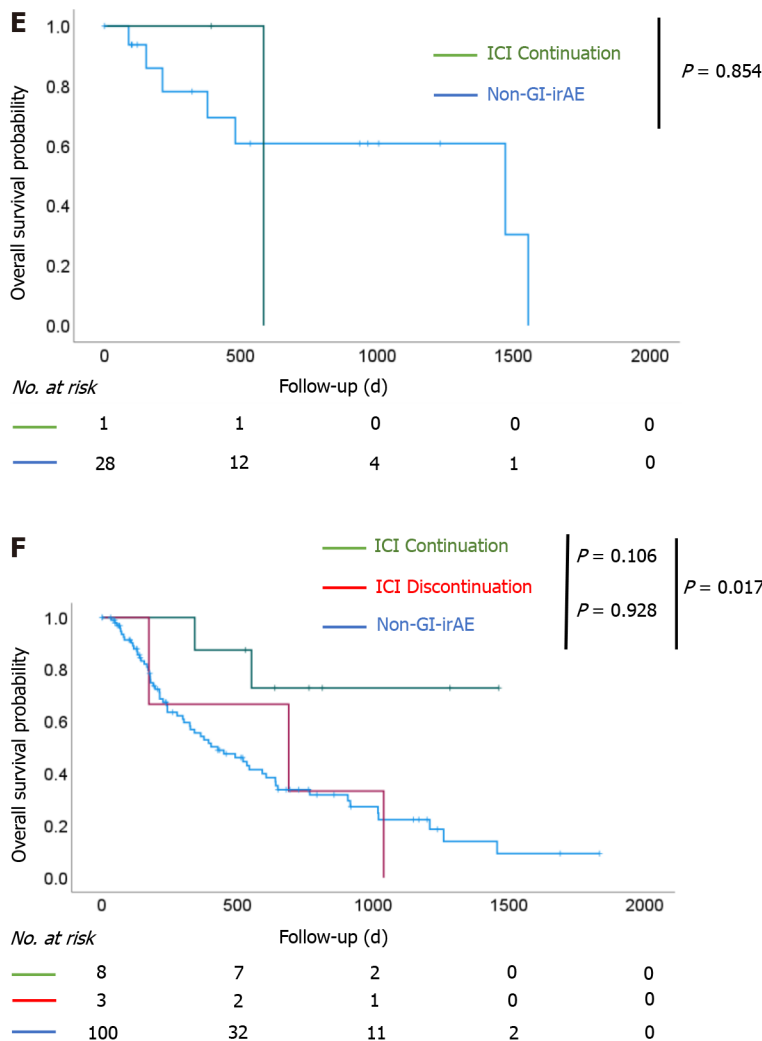 E
ICI Continuation
Non-GI-irAE
P = 0.854
Overall survival probability
1.0
0.8
0.6
0.4
0.2
0.0
0 500 1000 1500 2000
No. at risk
Follow-up (d)
1 1 0 0 0
28 12 4 1 0
F
ICI Continuation
ICI Discontinuation
Non-GI-irAE
P = 0.106
P = 0.928
P = 0.017
Overall survival probability
1.0
0.8
0.6
0.4
0.2
0.0
0 500 1000 1500 2000
No. at risk
Follow-up (d)
8 7 2 0 0
3 2 1 0 0
100 32 11 2 0